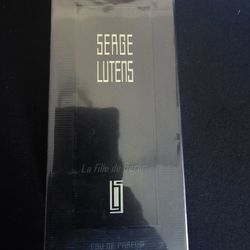 SERGE
LUTENS
La fille de Berlin
EAU DE PARFUM